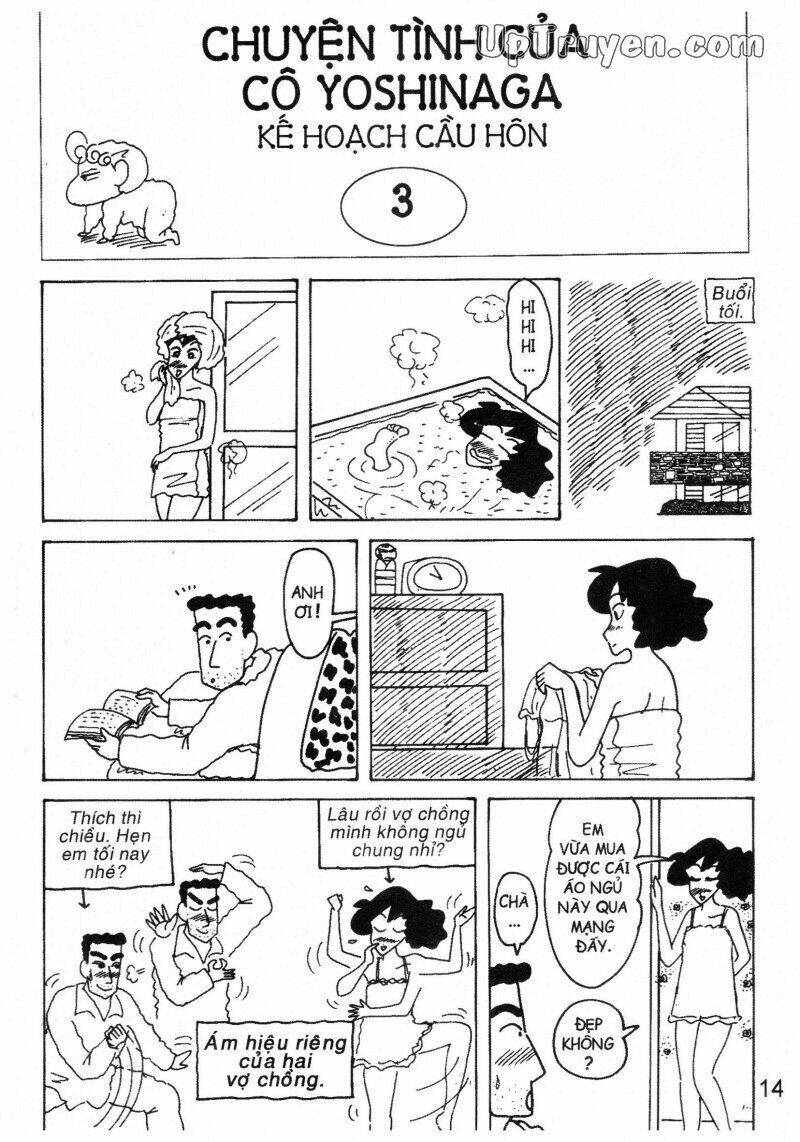 CHUYỆN TÌNH CỦA
UpTruyen.com
CÔ YOSHINAGA
KẾ HOẠCH CẦU HÔN
3
Buổi
tối.
HI
HI
HI
...
ANH
ƠI!
EM
VỪA MUA
ĐƯỢC CÁI
ÁO NGỦ
NÀY QUA
MẠNG
ĐẤY.
ĐẸP
KHÔNG
?
CHÀ
...
Lâu rồi vợ chồng
mình không ngủ
chung nhỉ?
Thích thì
chiều. Hẹn
em tối nay
nhé?
Ám hiệu riêng
của hai
vợ chồng.
14